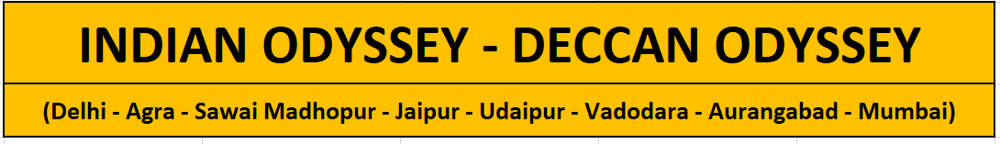 INDIAN ODYSSEY - DECCAN ODYSSEY
(Delhi - Agra - Sawai Madhopur - Jaipur - Udaipur - Vadodara - Aurangabad - Mumbai)